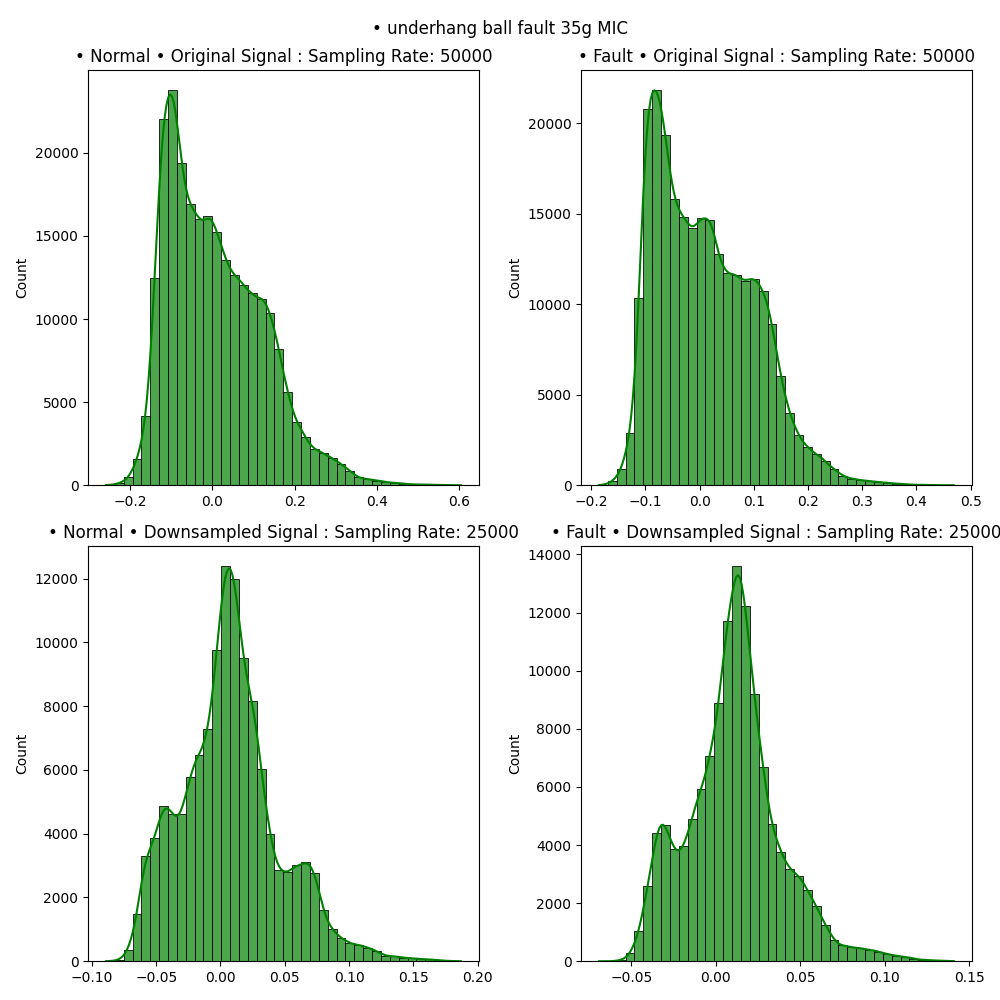 • underhang ball fault 35g MIC
• Normal • Original Signal : Sampling Rate: 50000
• Fault • Original Signal : Sampling Rate: 50000
Count
20000
15000
10000
5000
0
−0.2 0.0 0.2 0.4 0.6
Count
20000
15000
10000
5000
0
−0.2 −0.1 0.0 0.1 0.2 0.3 0.4 0.5
• Normal • Downsampled Signal : Sampling Rate: 25000
• Fault • Downsampled Signal : Sampling Rate: 25000
Count
12000
10000
8000
6000
4000
2000
0
−0.10 −0.05 0.00 0.05 0.10 0.15 0.20
Count
14000
12000
10000
8000
6000
4000
2000
0
−0.05 0.00 0.05 0.10 0.15